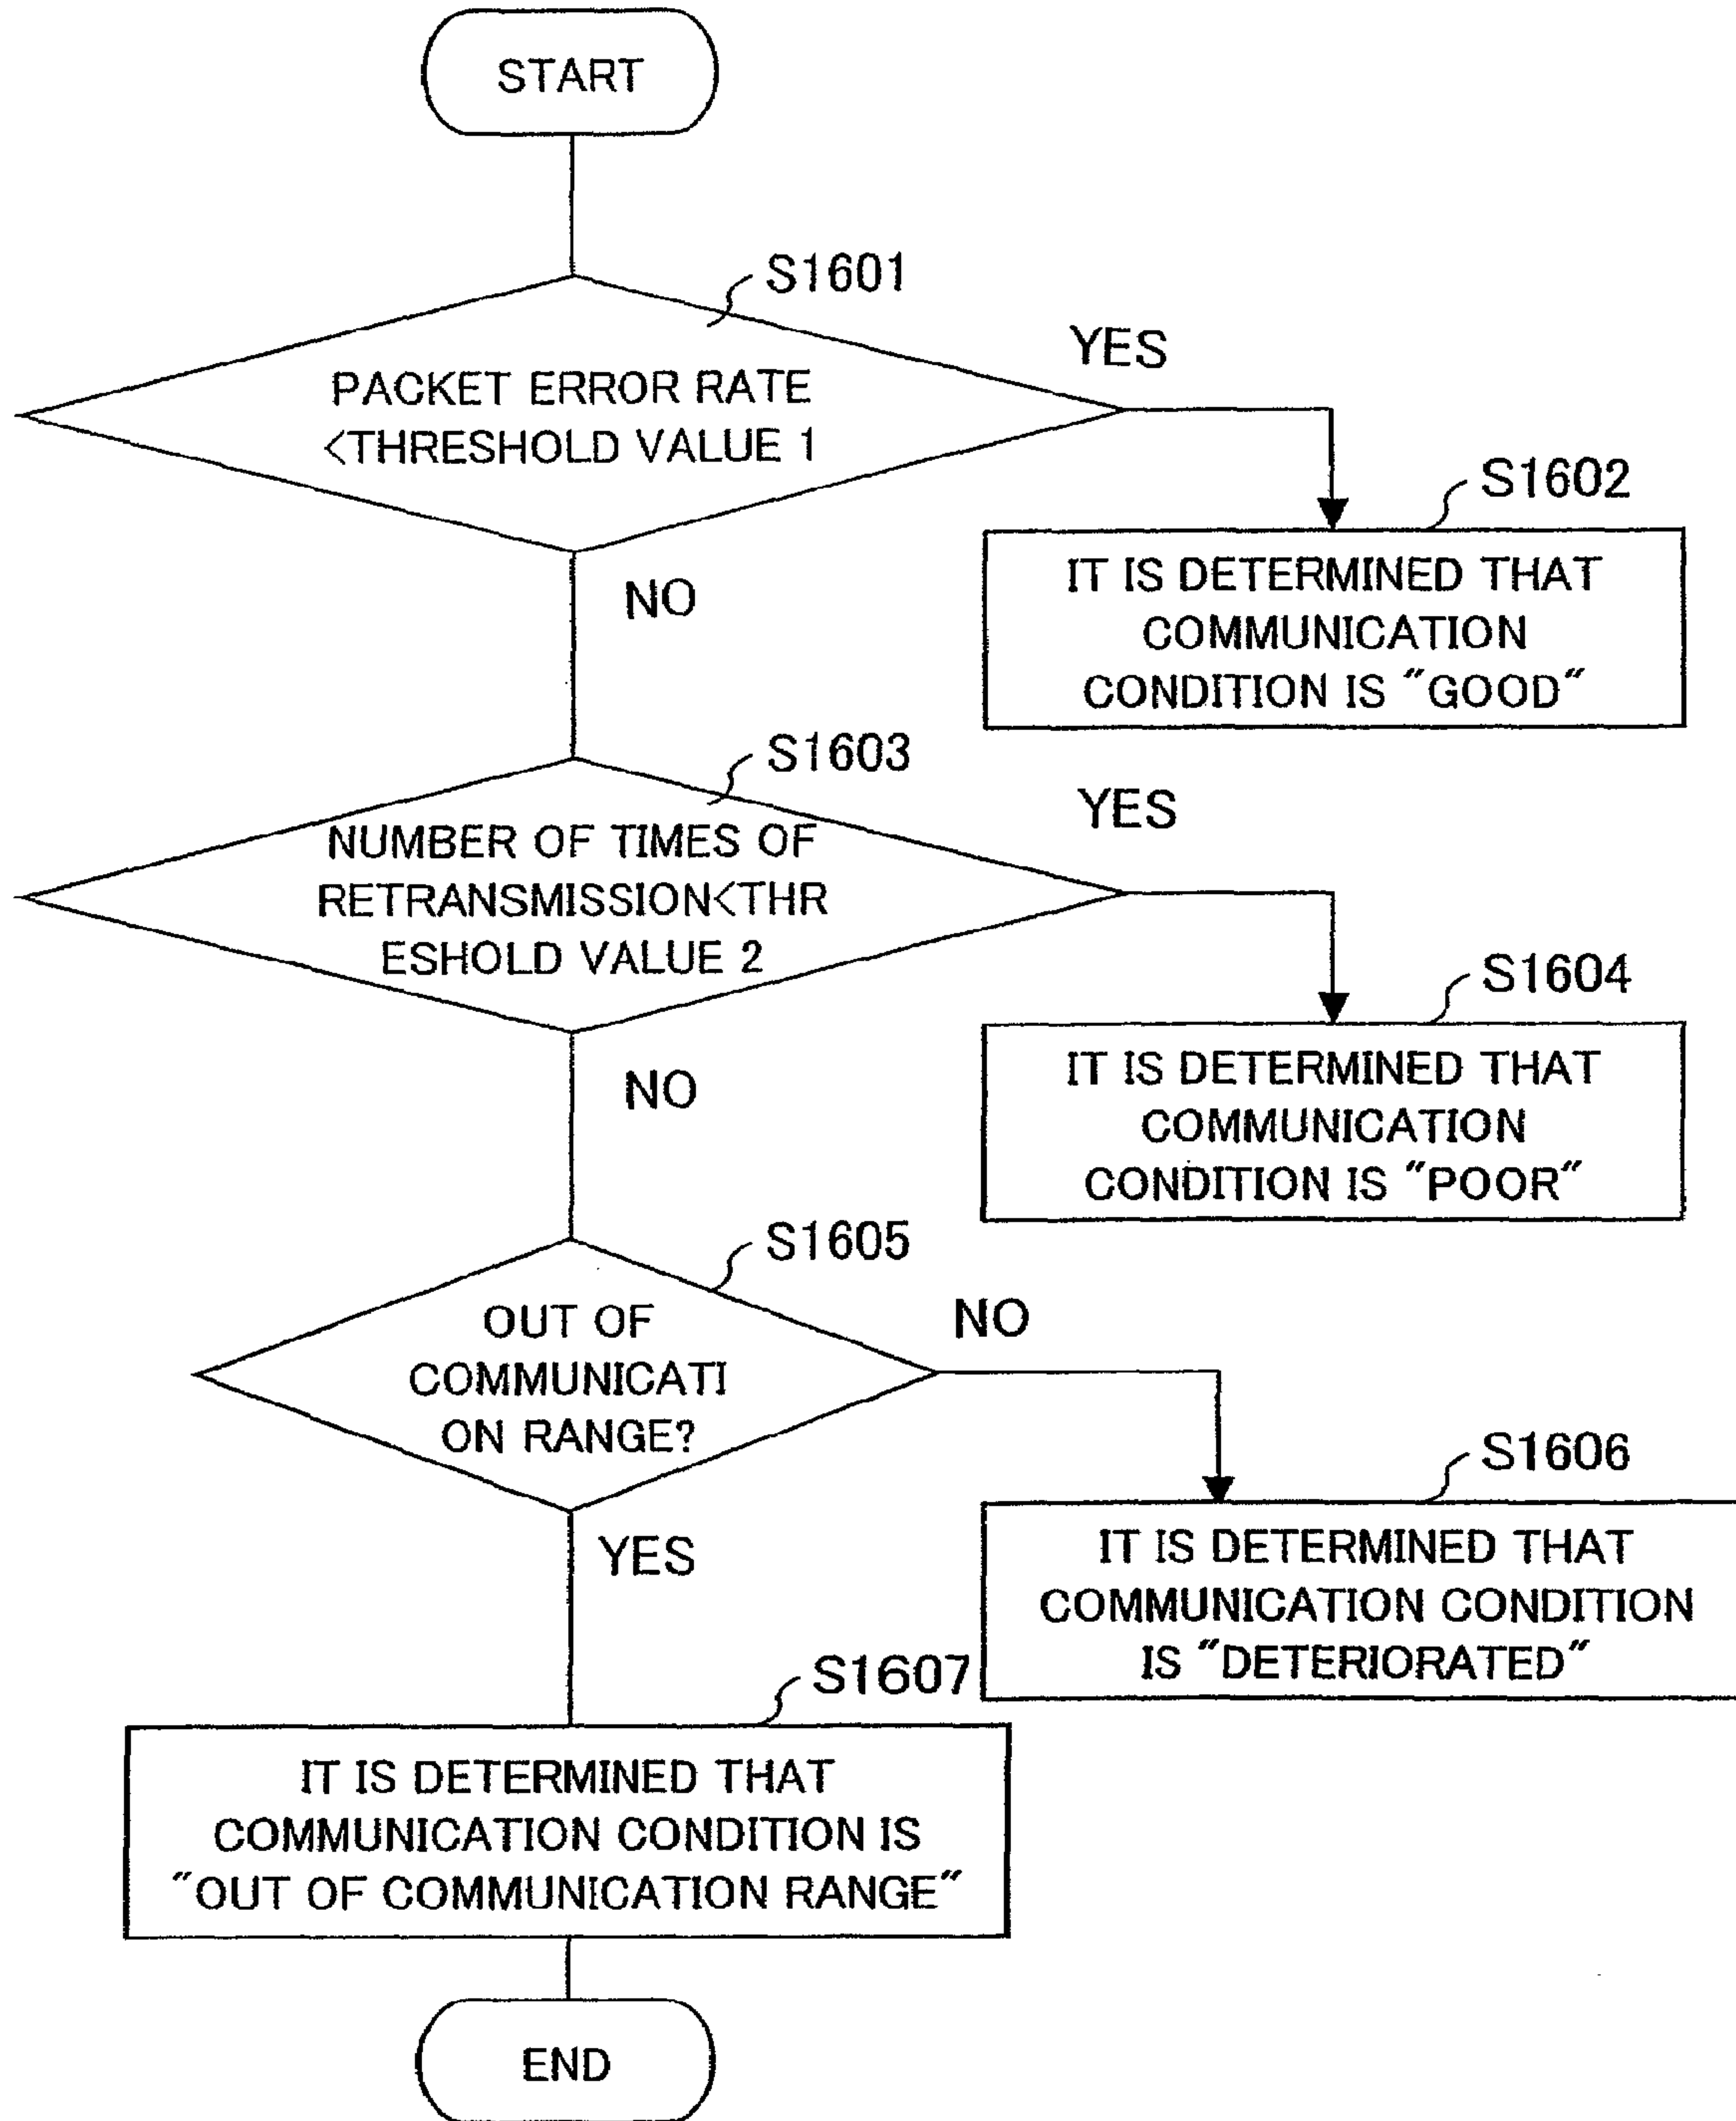 START
S1601
YES
PACKET ERROR RATE
<THRESHOLD VALUE 1
S1602
IT IS DETERMINED THAT
COMMUNICATION
CONDITION IS "GOOD"
NO
S1603
YES
NUMBER OF TIMES OF
RETRANSMISSION<THR
ESHOLD VALUE 2
S1604
IT IS DETERMINED THAT
COMMUNICATION
CONDITION IS "POOR"
NO
S1605
NO
OUT OF
COMMUNICATI
ON RANGE?
S1606
IT IS DETERMINED THAT
COMMUNICATION CONDITION
IS "DETERIORATED"
YES
S1607
IT IS DETERMINED THAT
COMMUNICATION CONDITION IS
"OUT OF COMMUNICATION RANGE"
END